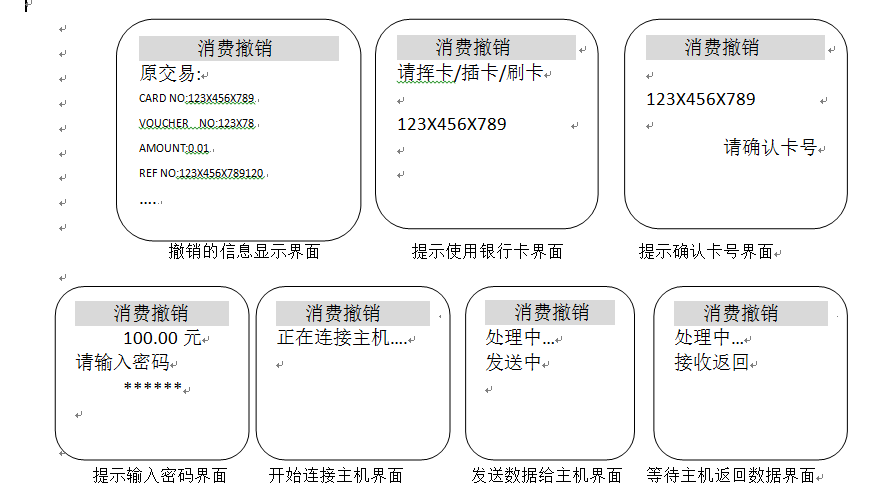 消费撤销
原交易:
CARD NO:123X456X789
VOUCHER NO:123X78
AMOUNT:0.01
REF NO:123X456X789120
….
撤销的信息显示界面
消费撤销
请挥卡/插卡/刷卡
123X456X789
提示使用银行卡界面
消费撤销
123X456X789
请确认卡号
提示确认卡号界面
消费撤销
100.00 元
请输入密码
******
提示输入密码界面
消费撤销
正在连接主机….
开始连接主机界面
消费撤销
处理中…
发送中
发送数据给主机界面
消费撤销
处理中…
接收返回
等待主机返回数据界面